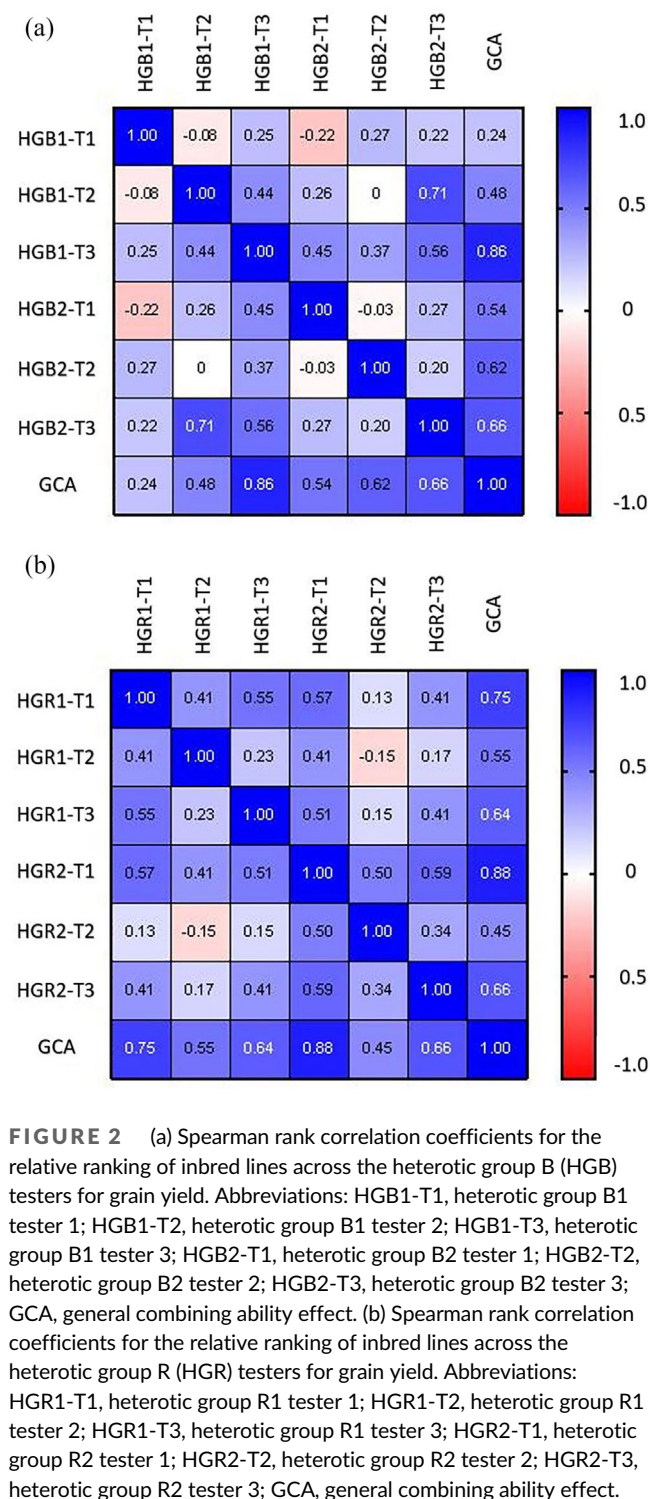 (a)
HGB1-T1 HGB1-T2 HGB1-T3 HGB2-T1 HGB2-T2 HGB2-T3 GCA
HGB1-T1 1.00 -0.08 0.25 -0.22 0.27 0.22 0.24
HGB1-T2 -0.08 1.00 0.44 0.26 0 0.71 0.48
HGB1-T3 0.25 0.44 1.00 0.45 0.37 0.56 0.86
HGB2-T1 -0.22 0.26 0.45 1.00 -0.03 0.27 0.54
HGB2-T2 0.27 0 0.37 -0.03 1.00 0.20 0.62
HGB2-T3 0.22 0.71 0.56 0.27 0.20 1.00 0.66
GCA 0.24 0.48 0.86 0.54 0.62 0.66 1.00
1.0
0.5
0
0.5
-1.0
(b)
HGR1-T1 HGR1-T2 HGR1-T3 HGR2-T1 HGR2-T2 HGR2-T3 GCA
HGR1-T1 1.00 0.41 0.55 0.57 0.13 0.41 0.75
HGR1-T2 0.41 1.00 0.23 0.41 -0.15 0.17 0.55
HGR1-T3 0.55 0.23 1.00 0.51 0.15 0.41 0.64
HGR2-T1 0.57 0.41 0.51 1.00 0.50 0.59 0.88
HGR2-T2 0.13 -0.15 0.15 0.50 1.00 0.34 0.45
HGR2-T3 0.41 0.17 0.41 0.59 0.34 1.00 0.66
GCA 0.75 0.55 0.64 0.88 0.45 0.66 1.00
1.0
0.5
0
0.5
-1.0
FIGURE 2 (a) Spearman rank correlation coefficients for the
relative ranking of inbred lines across the heterotic group B (HGB)
testers for grain yield. Abbreviations: HGB1-T1, heterotic group B1
tester 1; HGB1-T2, heterotic group B1 tester 2; HGB1-T3, heterotic
group B1 tester 3; HGB2-T1, heterotic group B2 tester 1; HGB2-T2,
heterotic group B2 tester 2; HGB2-T3, heterotic group B2 tester 3;
GCA, general combining ability effect. (b) Spearman rank correlation
coefficients for the relative ranking of inbred lines across the
heterotic group R (HGR) testers for grain yield. Abbreviations:
HGR1-T1, heterotic group R1 tester 1; HGR1-T2, heterotic group R1
tester 2; HGR1-T3, heterotic group R1 tester 3; HGR2-T1, heterotic
group R2 tester 1; HGR2-T2, heterotic group R2 tester 2; HGR2-T3,
heterotic group R2 tester 3; GCA, general combining ability effect.